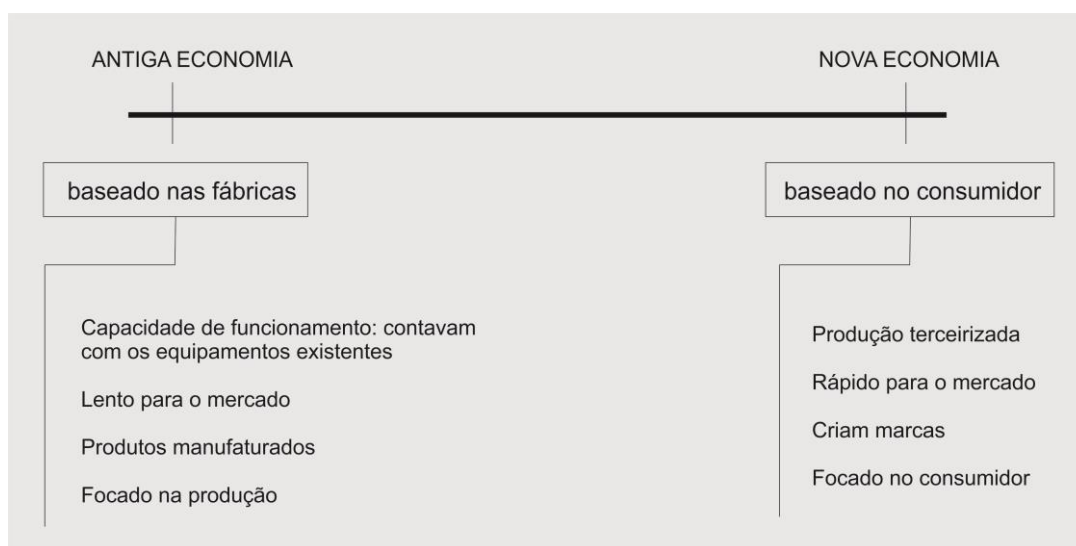 ANTIGA ECONOMIA
NOVA ECONOMIA
baseado nas fábricas
baseado no consumidor
Capacidade de funcionamento: contavam
com os equipamentos existentes
Lento para o mercado
Produtos manufaturados
Focado na produção
Produção terceirizada
Rápido para o mercado
Criam marcas
Focado no consumidor